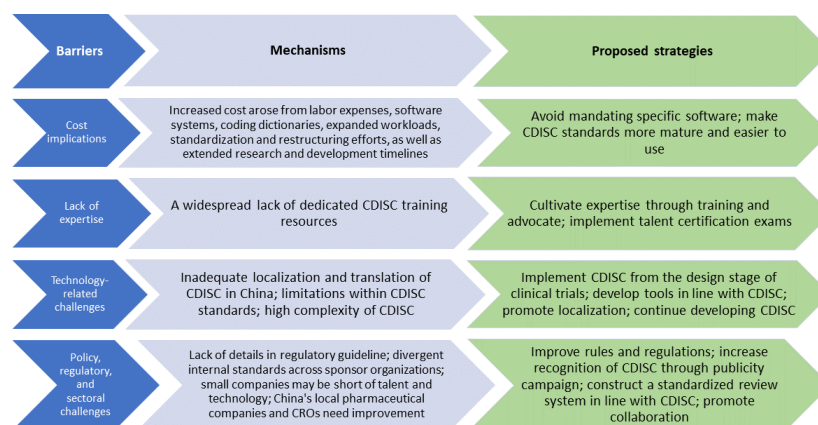 Barriers
Mechanisms
Proposed strategies
Cost
implications
Increased cost arose from labor expenses, software
systems, coding dictionaries, expanded workloads,
standardization and restructuring efforts, as well as
extended research and development timelines
Avoid mandating specific software; make
CDISC standards more mature and easier to
use
Lack of
expertise
A widespread lack of dedicated CDISC training
resources
Cultivate expertise through training and
advocate; implement talent certification exams
Technology-
related
challenges
Inadequate localization and translation of
CDISC in China; limitations within CDISC
standards; high complexity of CDISC
Implement CDISC from the design stage of
clinical trials; develop tools in line with CDISC;
promote localization; continue developing CDISC
Policy,
regulatory,
and
sectoral
challenges
Lack of details in regulatory guideline; divergent
internal standards across sponsor organizations;
small companies may be short of talent and
technology; China's local pharmaceutical
companies and CROs need improvement
Improve rules and regulations; increase
recognition of CDISC through publicity
campaign; construct a standardized review
system in line with CDISC; promote
collaboration